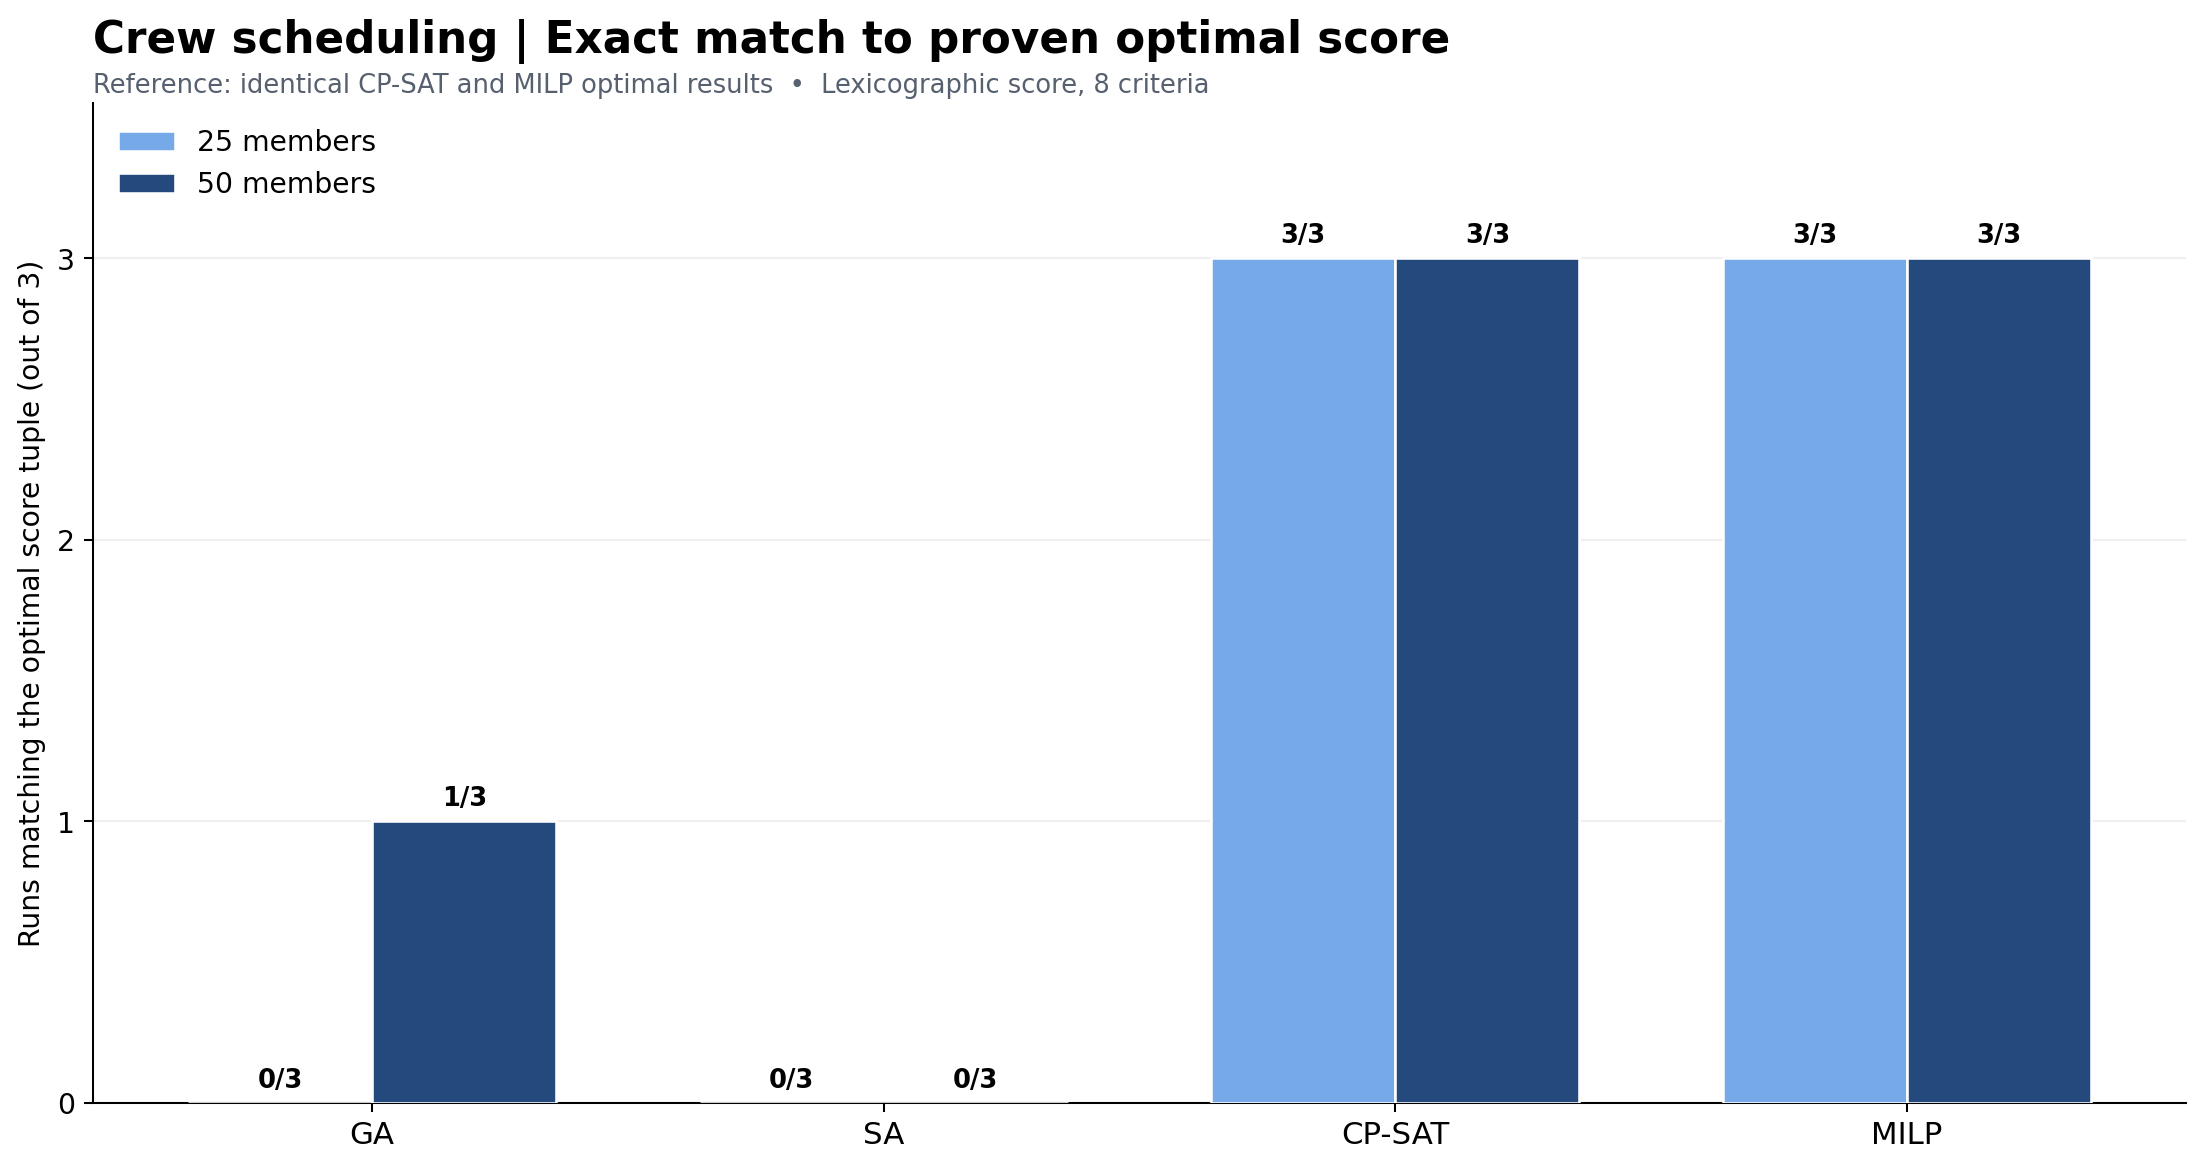 Crew scheduling | Exact match to proven optimal score
Reference: identical CP-SAT and MILP optimal results • Lexicographic score, 8 criteria
25 members
50 members
Runs matching the optimal score tuple (out of 3)
3
2
1
0
0/3
1/3
0/3
0/3
3/3
3/3
3/3
3/3
GA
SA
CP-SAT
MILP